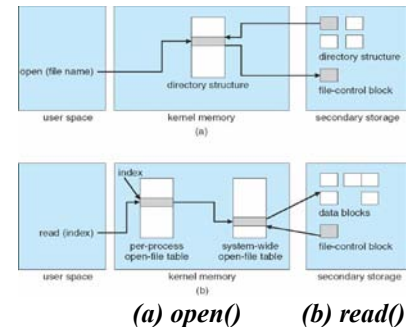 directory structure
open (file name)
directory structure
file-control block
user space
kernel memory
secondary storage
(a)
index
data blocks
read (index)
per-process
open-file table
system-wide
open-file table
file-control block
user space
kernel memory
secondary storage
(b)
(a) open() (b) read()